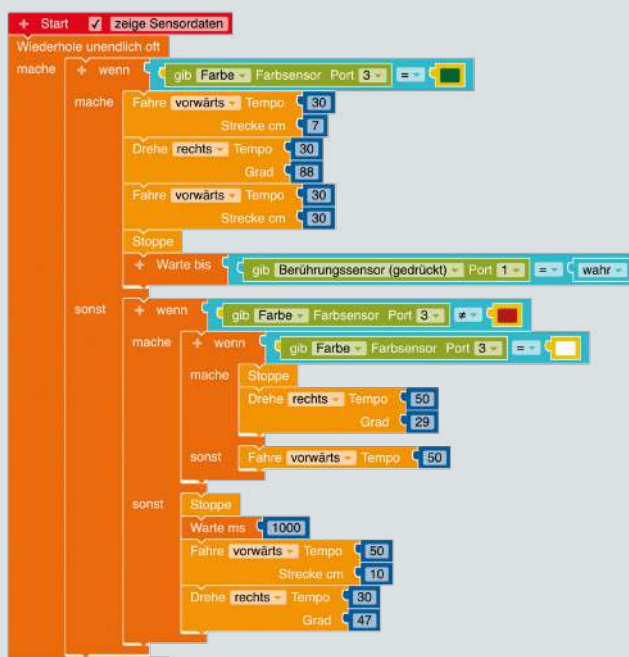 + Start ✓ zeige Sensordaten
Wiederhole unendlich oft
mache + wenn gib Farbe Farbsensor Port 3 =
mache Fahre vorwärts Tempo 30
Strecke cm 7
Drehe rechts Tempo 30
Grad 88
Fahre vorwärts Tempo 30
Strecke cm 30
Stoppe
+ Warte bis gib Berührungssensor (gedrückt) Port 1 = wahr
sonst + wenn gib Farbe Farbsensor Port 3 ≠
mache + wenn gib Farbe Farbsensor Port 3 =
mache Stoppe
Drehe rechts Tempo 50
Grad 29
sonst Fahre vorwärts Tempo 50
sonst Stoppe
Warte ms 1000
Fahre vorwärts Tempo 50
Strecke cm 10
Drehe rechts Tempo 30
Grad 47